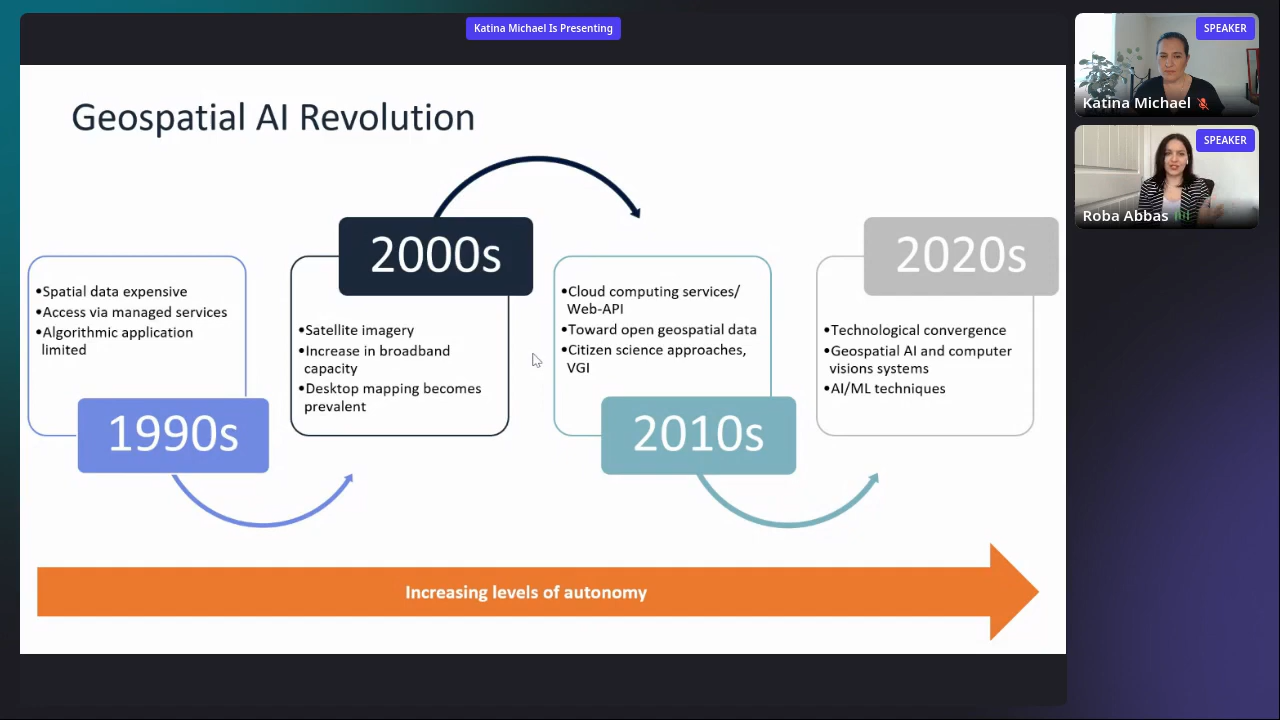 Katina Michael Is Presenting
SPEAKER
Katina Michael
SPEAKER
Roba Abbas
Geospatial AI Revolution
•Spatial data expensive
•Access via managed services
•Algorithmic application
limited
1990s
2000s
•Satellite imagery
•Increase in broadband
capacity
•Desktop mapping becomes
prevalent
•Cloud computing services/
Web-API
•Toward open geospatial data
•Citizen science approaches,
VGI
2010s
2020s
•Technological convergence
•Geospatial AI and computer
visions systems
•AI/ML techniques
Increasing levels of autonomy